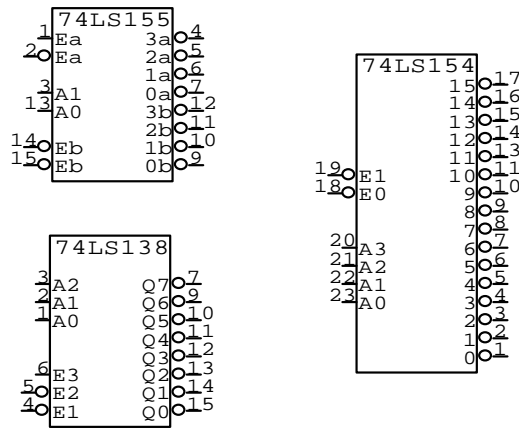 74LS155
1 Ea 3a 4
2 Ea 2a 5
1a 6
3 A1 0a 7
13 A0 3b 12
2b 11
14 Eb 1b 10
15 Eb 0b 9
74LS138
3 A2 Q7 7
2 A1 Q6 9
1 A0 Q5 10
Q4 11
Q3 12
6 E3 Q2 13
5 E2 Q1 14
4 E1 Q0 15
74LS154
15 17
14 16
13 15
12 14
11 13
19 E1 10 11
18 E0 9 10
8 9
7 8
20 A3 6 7
21 A2 5 6
22 A1 4 5
23 A0 3 4
2 3
1 2
0 1